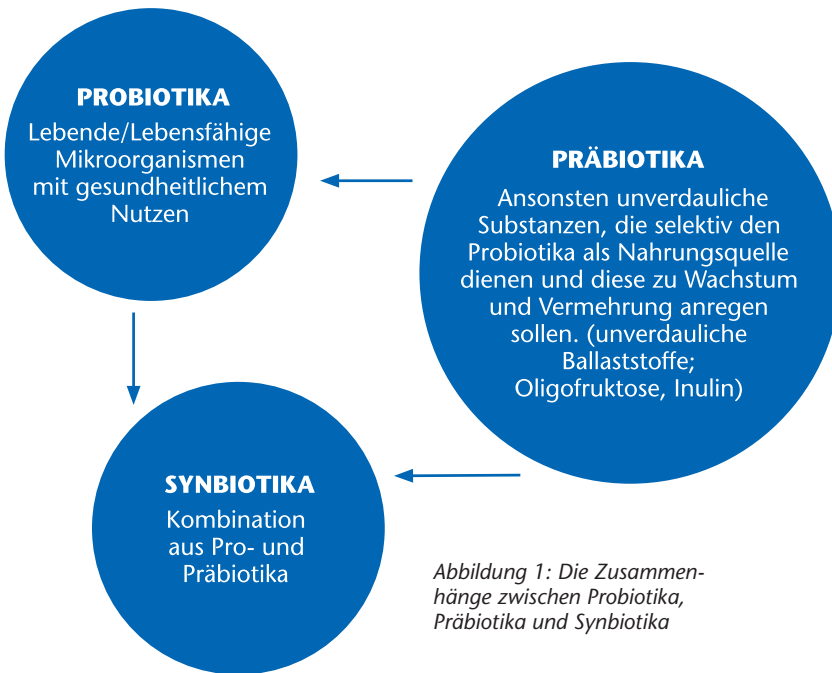 PROBIOTIKA
Lebende/Lebensfähige
Mikroorganismen
mit gesundheitlichem
Nutzen
PRÄBIOTIKA
Ansonsten unverdauliche
Substanzen, die selektiv den
Probiotika als Nahrungsquelle
dienen und diese zu Wachstum
und Vermehrung anregen
sollen. (unverdauliche
Ballaststoffe;
Oligofruktose, Inulin)
SYNBIOTIKA
Kombination
aus Pro- und
Präbiotika
Abbildung 1: Die Zusammen-
hänge zwischen Probiotika,
Präbiotika und Synbiotika